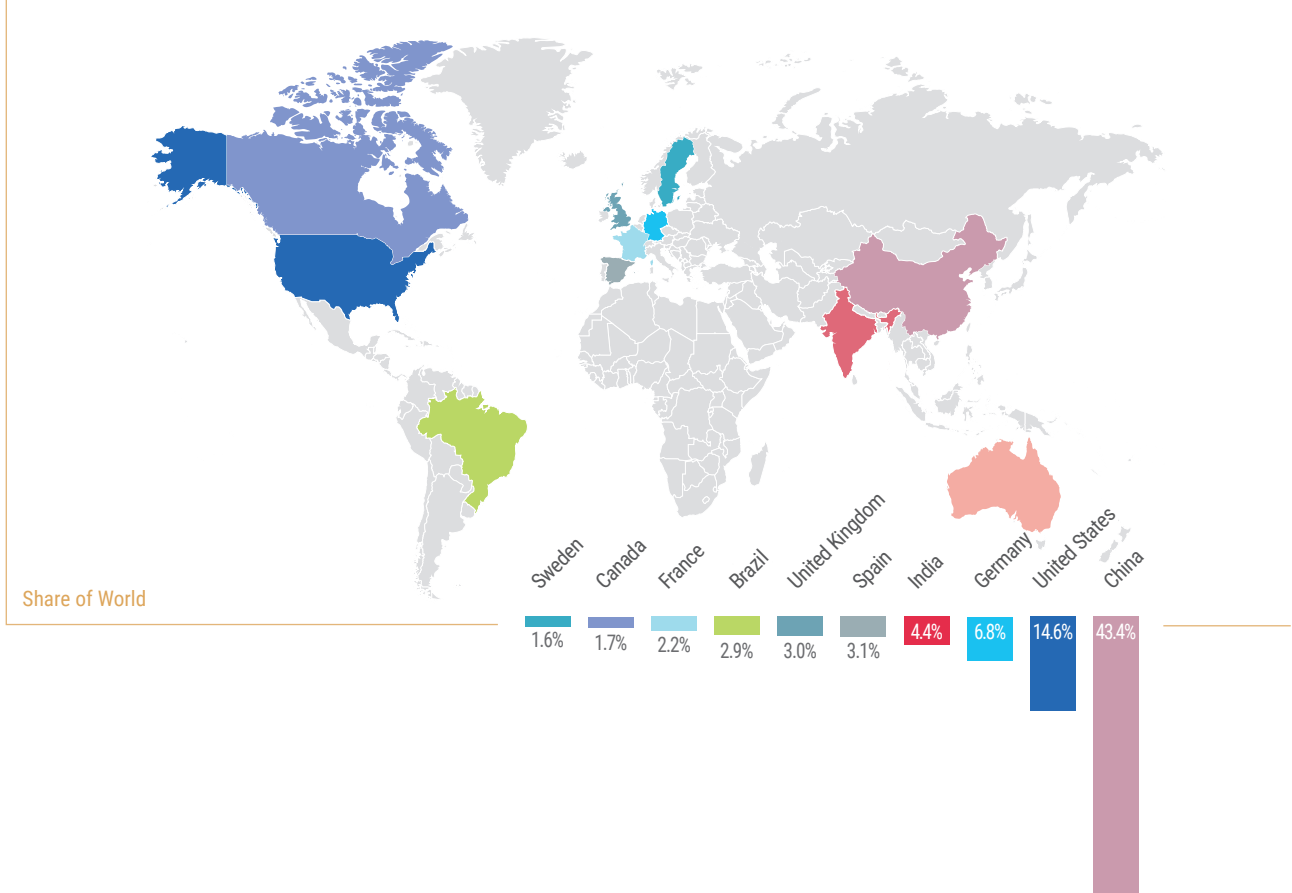 Sweden
Canada
France
Brazil
United Kingdom
Spain
India
Germany
United States
China
Share of World
1.6%
1.7%
2.2%
2.9%
3.0%
3.1%
4.4%
6.8%
14.6%
43.4%